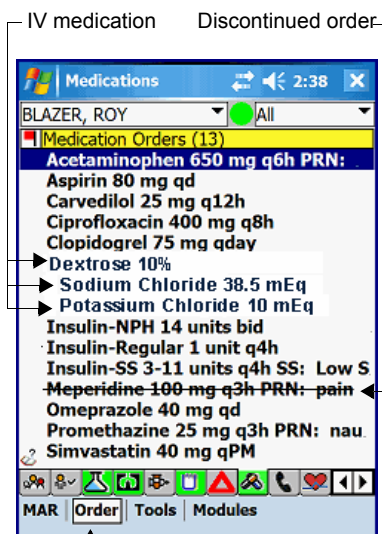 IV medication Discontinued order
Medications 2:38
BLAZER, ROY All
Medication Orders (13)
Acetaminophen 650 mg q6h PRN:
Aspirin 80 mg qd
Carvedilol 25 mg q12h
Ciprofloxacin 400 mg q8h
Clopidogrel 75 mg qday
Dextrose 10%
Sodium Chloride 38.5 mEq
Potassium Chloride 10 mEq
Insulin-NPH 14 units bid
Insulin-Regular 1 unit q4h
Insulin-SS 3-11 units q4h SS: Low S
Meperidine 100 mg q3h PRN: pain
Omeprazole 40 mg qd
Promethazine 25 mg q3h PRN: nau
Simvastatin 40 mg qPM
MAR Order Tools Modules